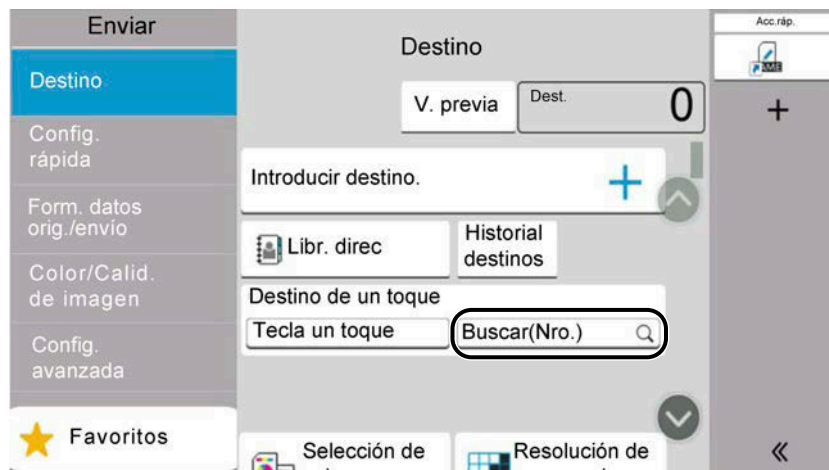 Enviar
Destino
Config.
rápida
Form. datos
orig./envío
Color/Calid.
de imagen
Config.
avanzada
Favoritos
Destino
V. previa
Dest.
0
Introducir destino.
Libr. direc
Historial
destinos
Destino de un toque
Tecla un toque
Buscar(Nro.)
Selección de
Resolución de
Acc.ráp.